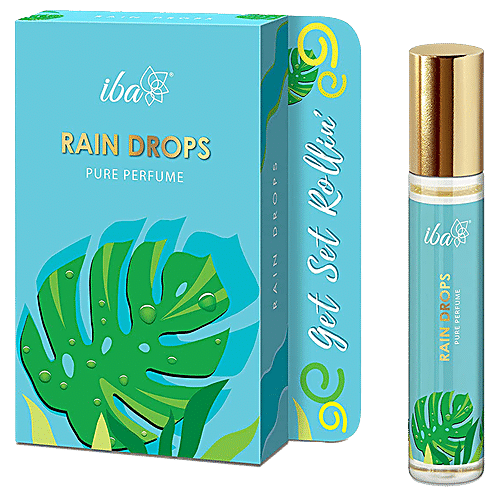 iba®
RAIN DROPS
PURE PERFUME
RAIN DROPS
Get Set Rollin'
iba®
RAIN DROPS
PURE PERFUME